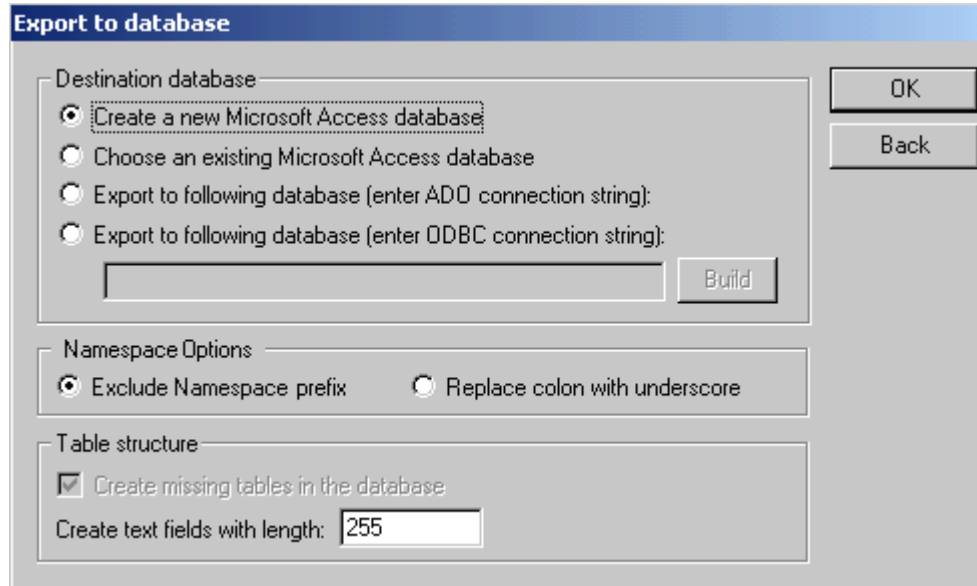 Export to database
Destination database
Create a new Microsoft Access database
Choose an existing Microsoft Access database
Export to following database (enter ADO connection string):
Export to following database (enter ODBC connection string):
Build
OK
Back
Namespace Options
Exclude Namespace prefix
Replace colon with underscore
Table structure
Create missing tables in the database
Create text fields with length: 255